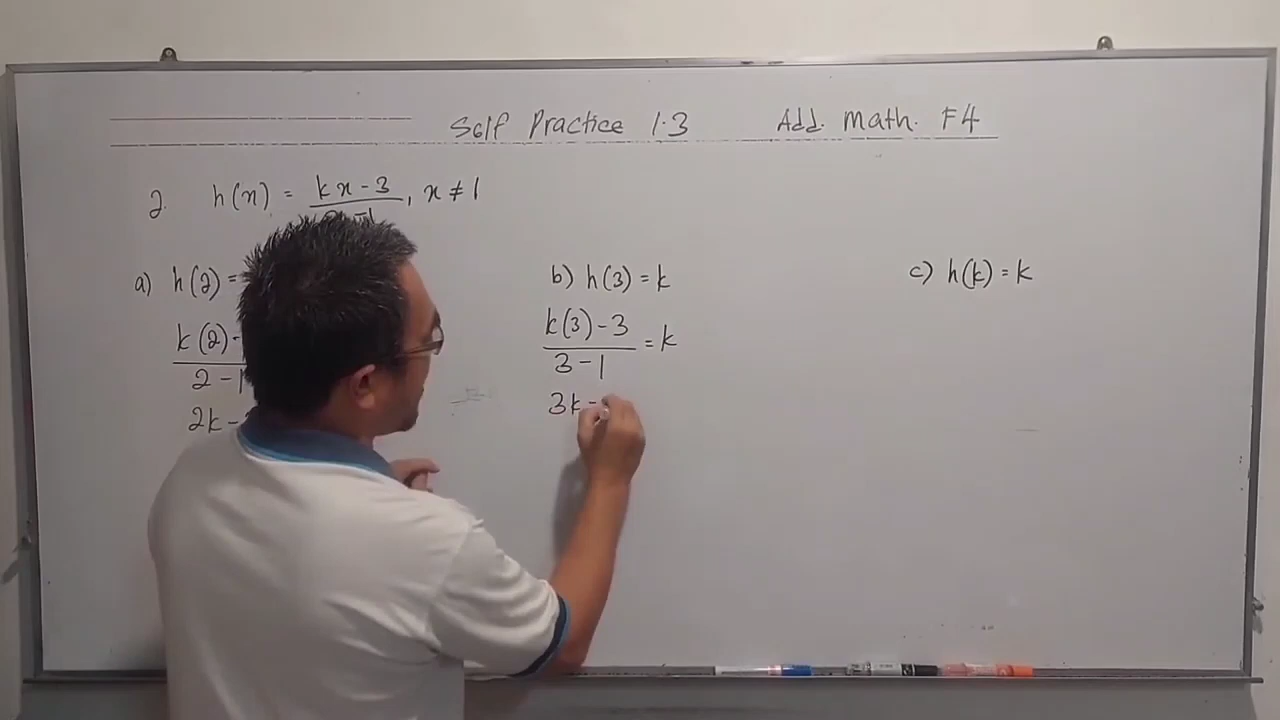 Self Practice 1.3 Add. Math. F4
2. h(x) = kx - 3 / -1 , x ≠ 1
a) h(2) =
k(2) -
2 - 1
2k -
b) h(3) = k
k(3) - 3 / 3 - 1 = k
3k -
c) h(k) = k